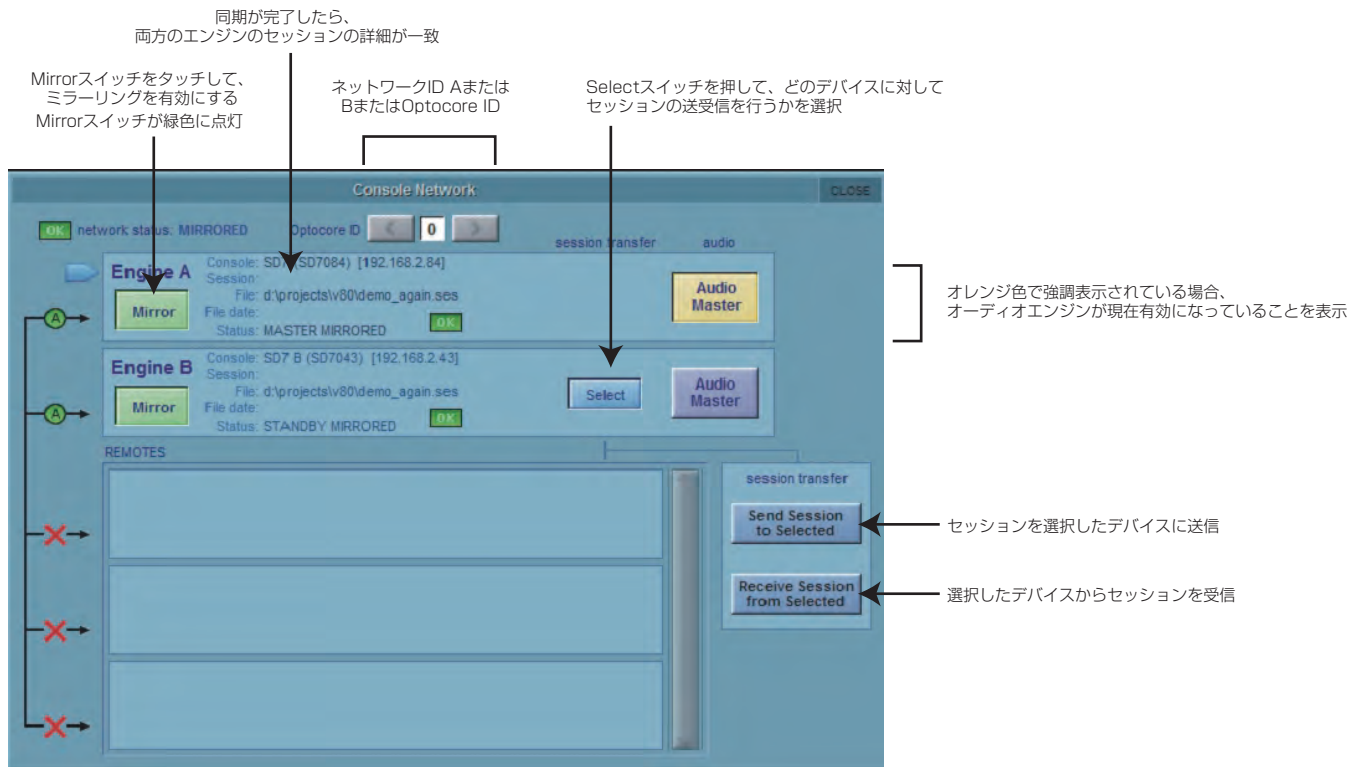 同期が完了したら、
両方のエンジンのセッションの詳細が一致
Mirrorスイッチをタッチして、
ミラーリングを有効にする
Mirrorスイッチが緑色に点灯
ネットワークID Aまたは
BまたはOptocore ID
Selectスイッチを押して、どのデバイスに対して
セッションの送受信を行うかを選択
Console Network
CLOSE
OK network status: MIRRORED
Optocore ID < 0 >
session transfer
audio
Engine A
Console: SD7 (SD7084) [192.168.2.84]
Session:
File: d:\projects\v80\demo_again.ses
File date:
Status: MASTER MIRRORED
OK
Mirror
Audio
Master
A
オレンジ色で強調表示されている場合、
オーディオエンジンが現在有効になっていることを表示
Engine B
Console: SD7 B (SD7043) [192.168.2.43]
Session:
File: d:\projects\v80\demo_again.ses
File date:
Status: STANDBY MIRRORED
OK
Mirror
Select
Audio
Master
A
REMOTES
session transfer
Send Session
to Selected
セッションを選択したデバイスに送信
Receive Session
from Selected
選択したデバイスからセッションを受信